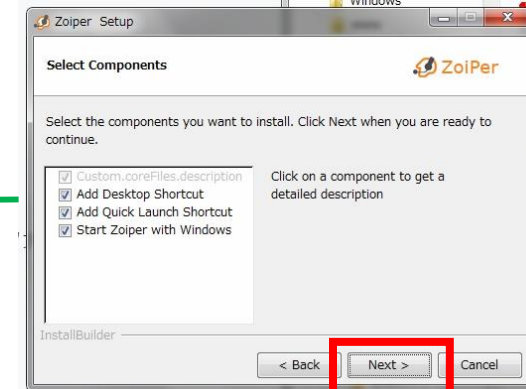 Windows
Zoiper Setup
Select Components
ZoiPer
Select the components you want to install. Click Next when you are ready to
continue.
Custom.coreFiles.description
Add Desktop Shortcut
Add Quick Launch Shortcut
Start Zoiper with Windows
Click on a component to get a
detailed description
InstallBuilder
< Back
Next >
Cancel